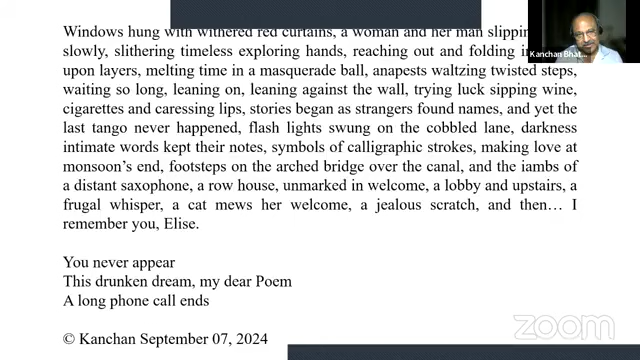 Windows hung with withered red curtains, a woman and her man slipping
slowly, slithering timeless exploring hands, reaching out and folding
upon layers, melting time in a masquerade ball, anapests waltzing twisted steps,
waiting so long, leaning on, leaning against the wall, trying luck sipping wine,
cigarettes and caressing lips, stories began as strangers found names, and yet the
last tango never happened, flash lights swung on the cobbled lane, darkness
intimate words kept their notes, symbols of calligraphic strokes, making love at
monsoon's end, footsteps on the arched bridge over the canal, and the iambs of
a distant saxophone, a row house, unmarked in welcome, a lobby and upstairs, a
frugal whisper, a cat mews her welcome, a jealous scratch, and then… I
remember you, Elise.
You never appear
This drunken dream, my dear Poem
A long phone call ends
© Kanchan September 07, 2024
Kanchan Bhat...
zoom